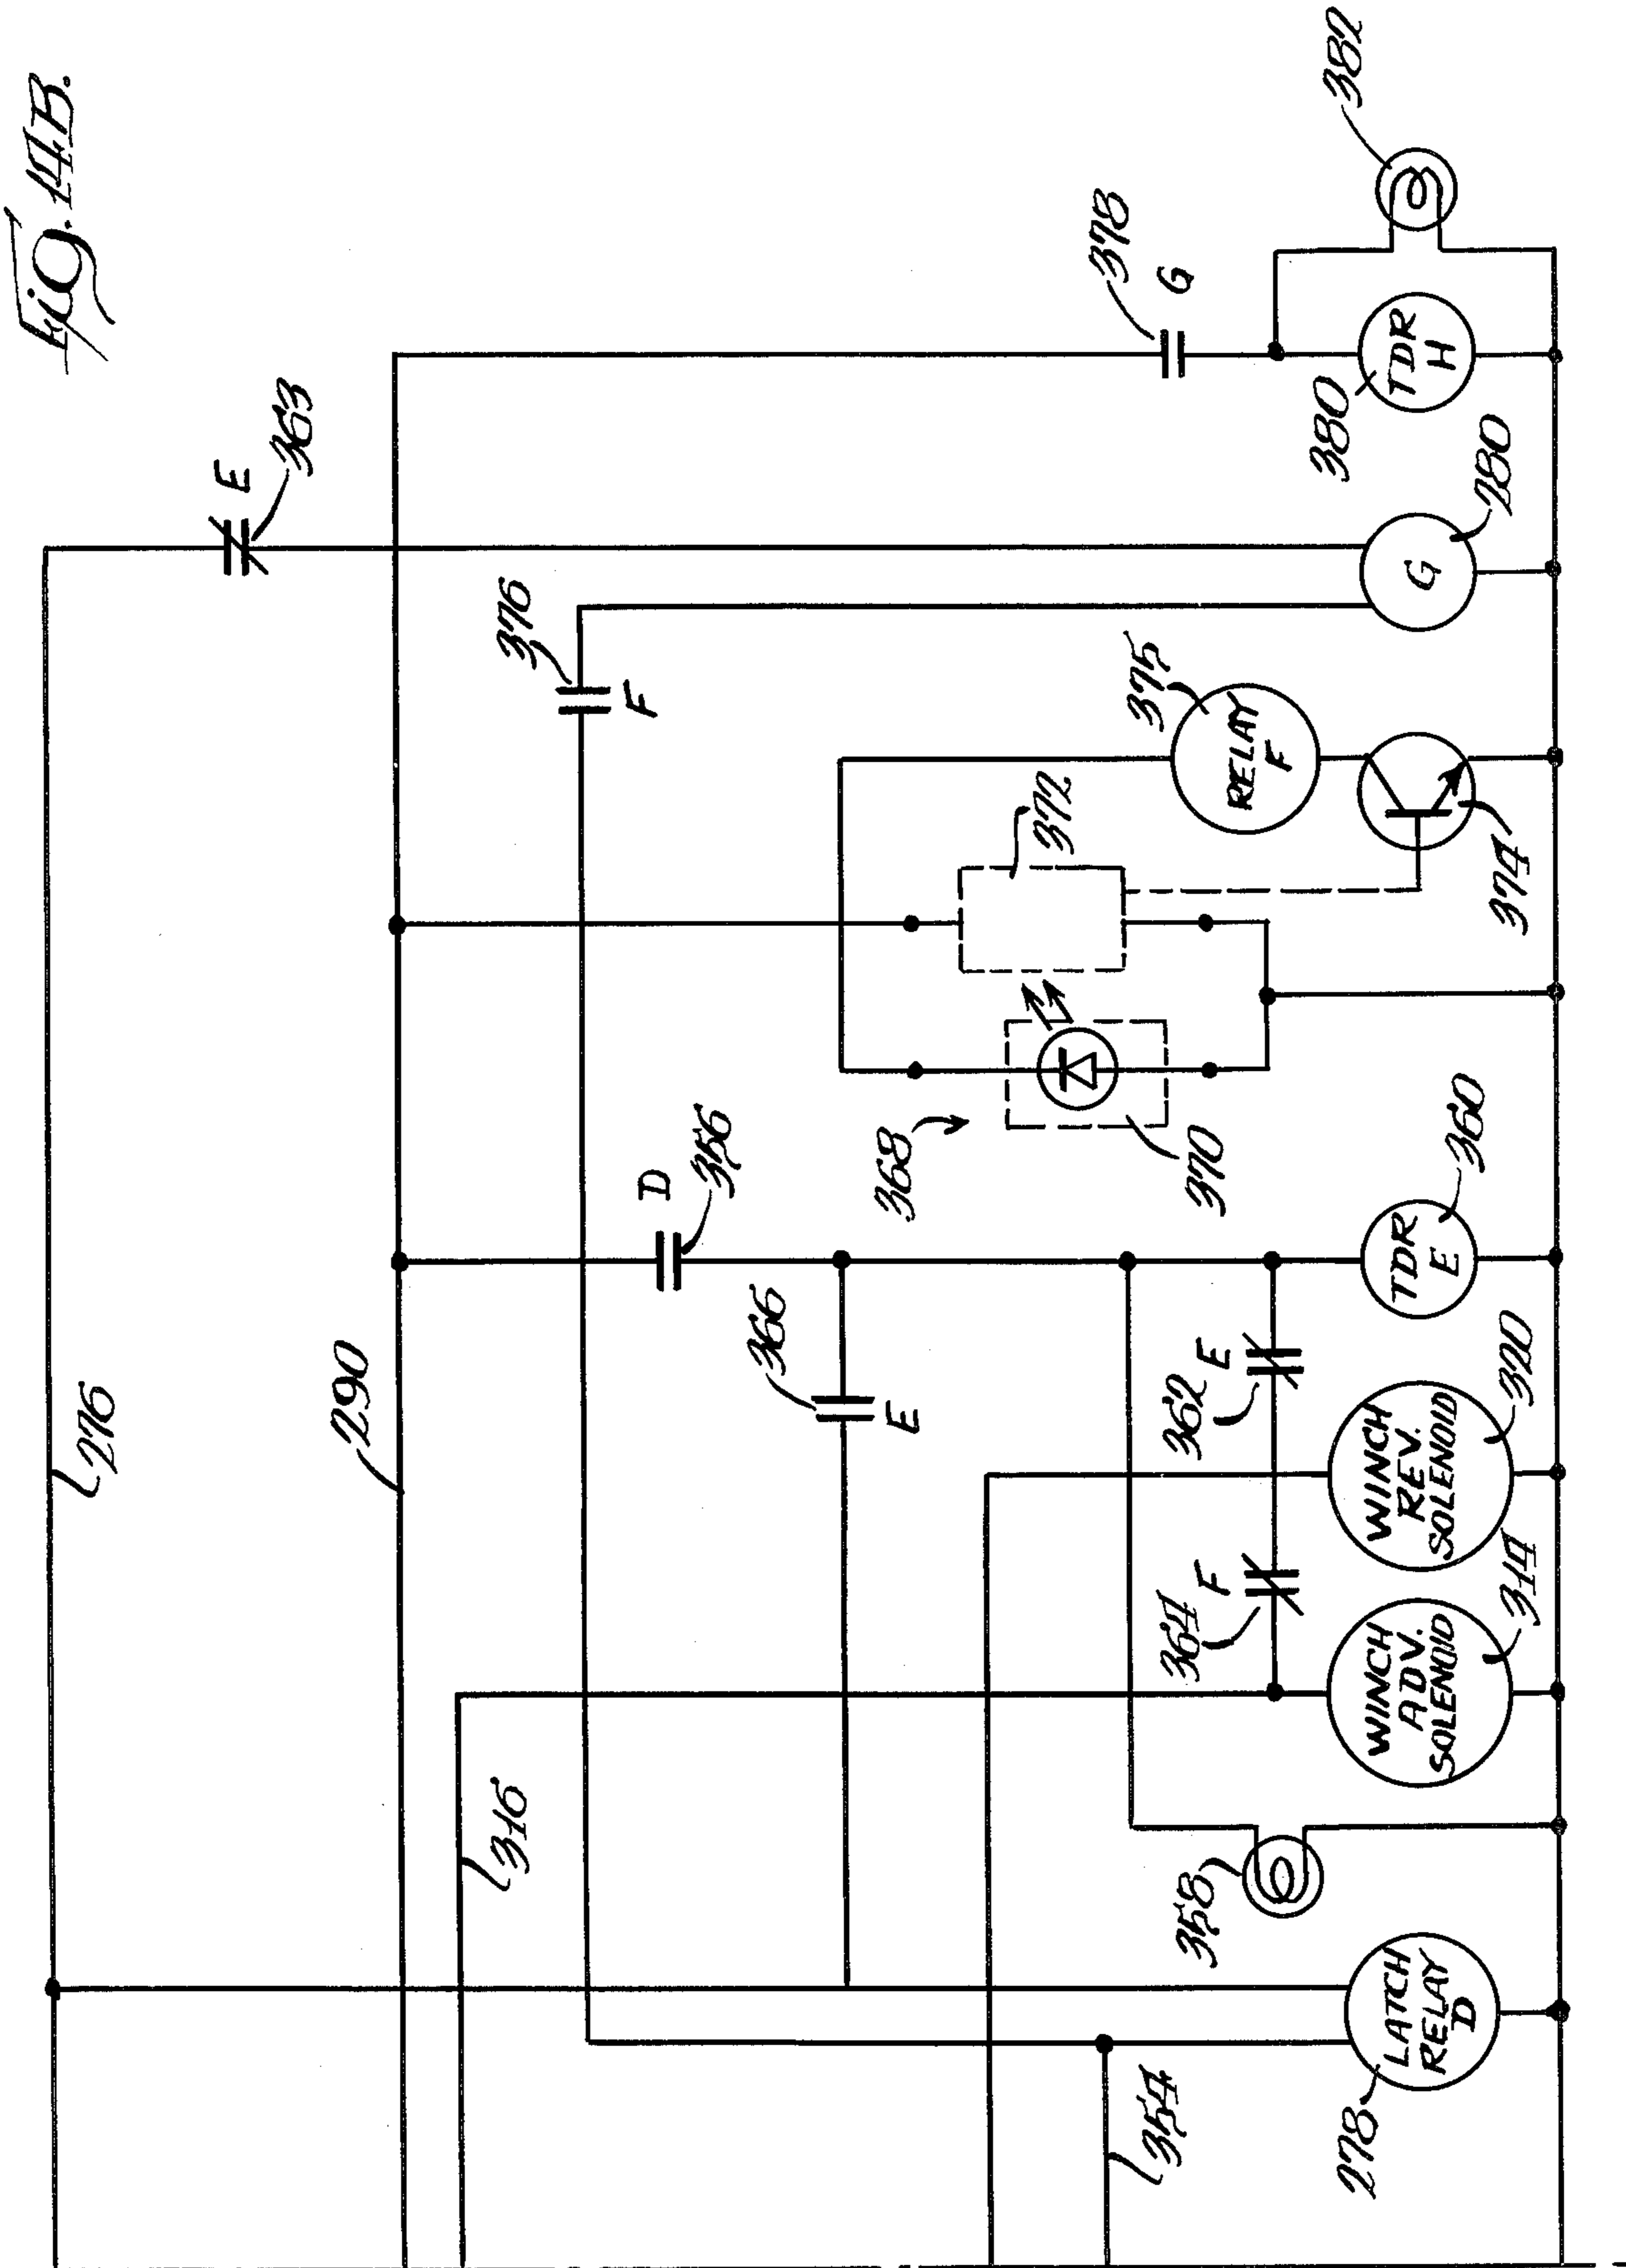 Fig. 14B.
276
E
363
290
316
376
F
D
356
366
E
378
G
382
375
RELAY
F
372
368
370
374
364
F
362
E
358
354
278
LATCH
RELAY
D
WINCH
ADV.
SOLENOID
314
WINCH
REV.
SOLENOID
320
TDR
E
360
G
280
380
TDR
H